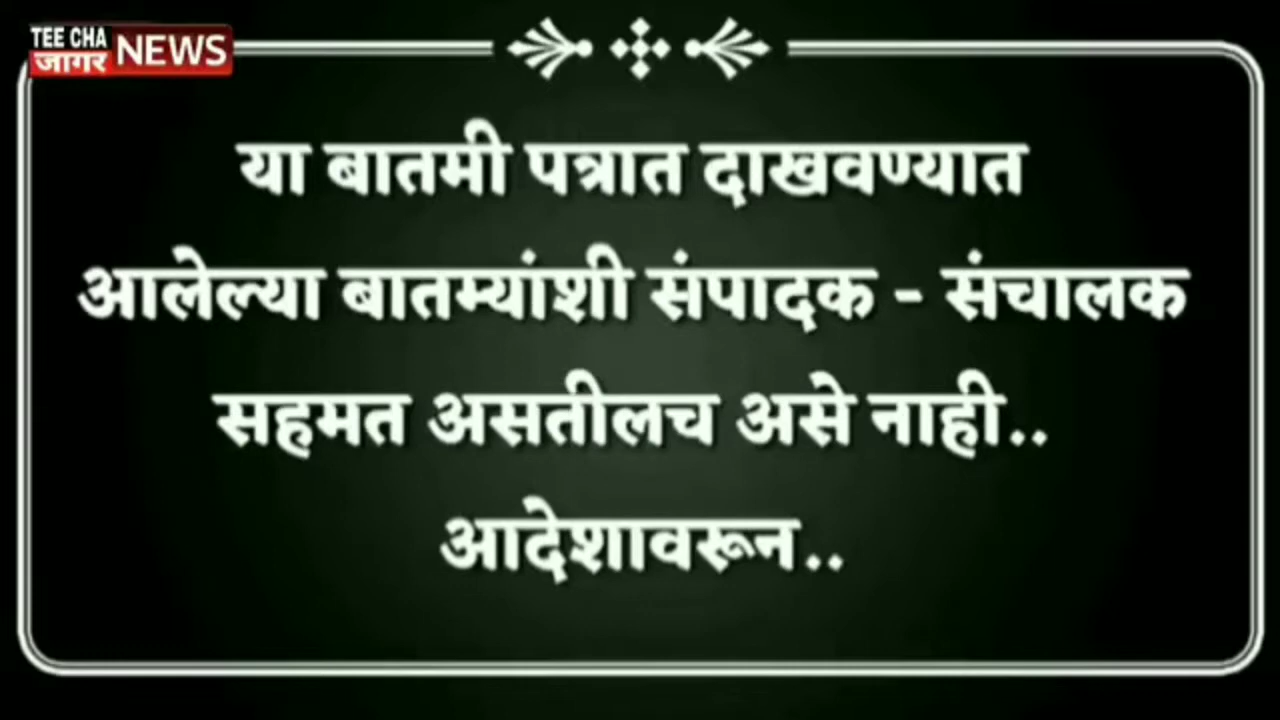 TEE CHA
जागर NEWS
या बातमी पत्रात दाखवण्यात
आलेल्या बातम्यांशी संपादक - संचालक
सहमत असतीलच असे नाही..
आदेशावरून..